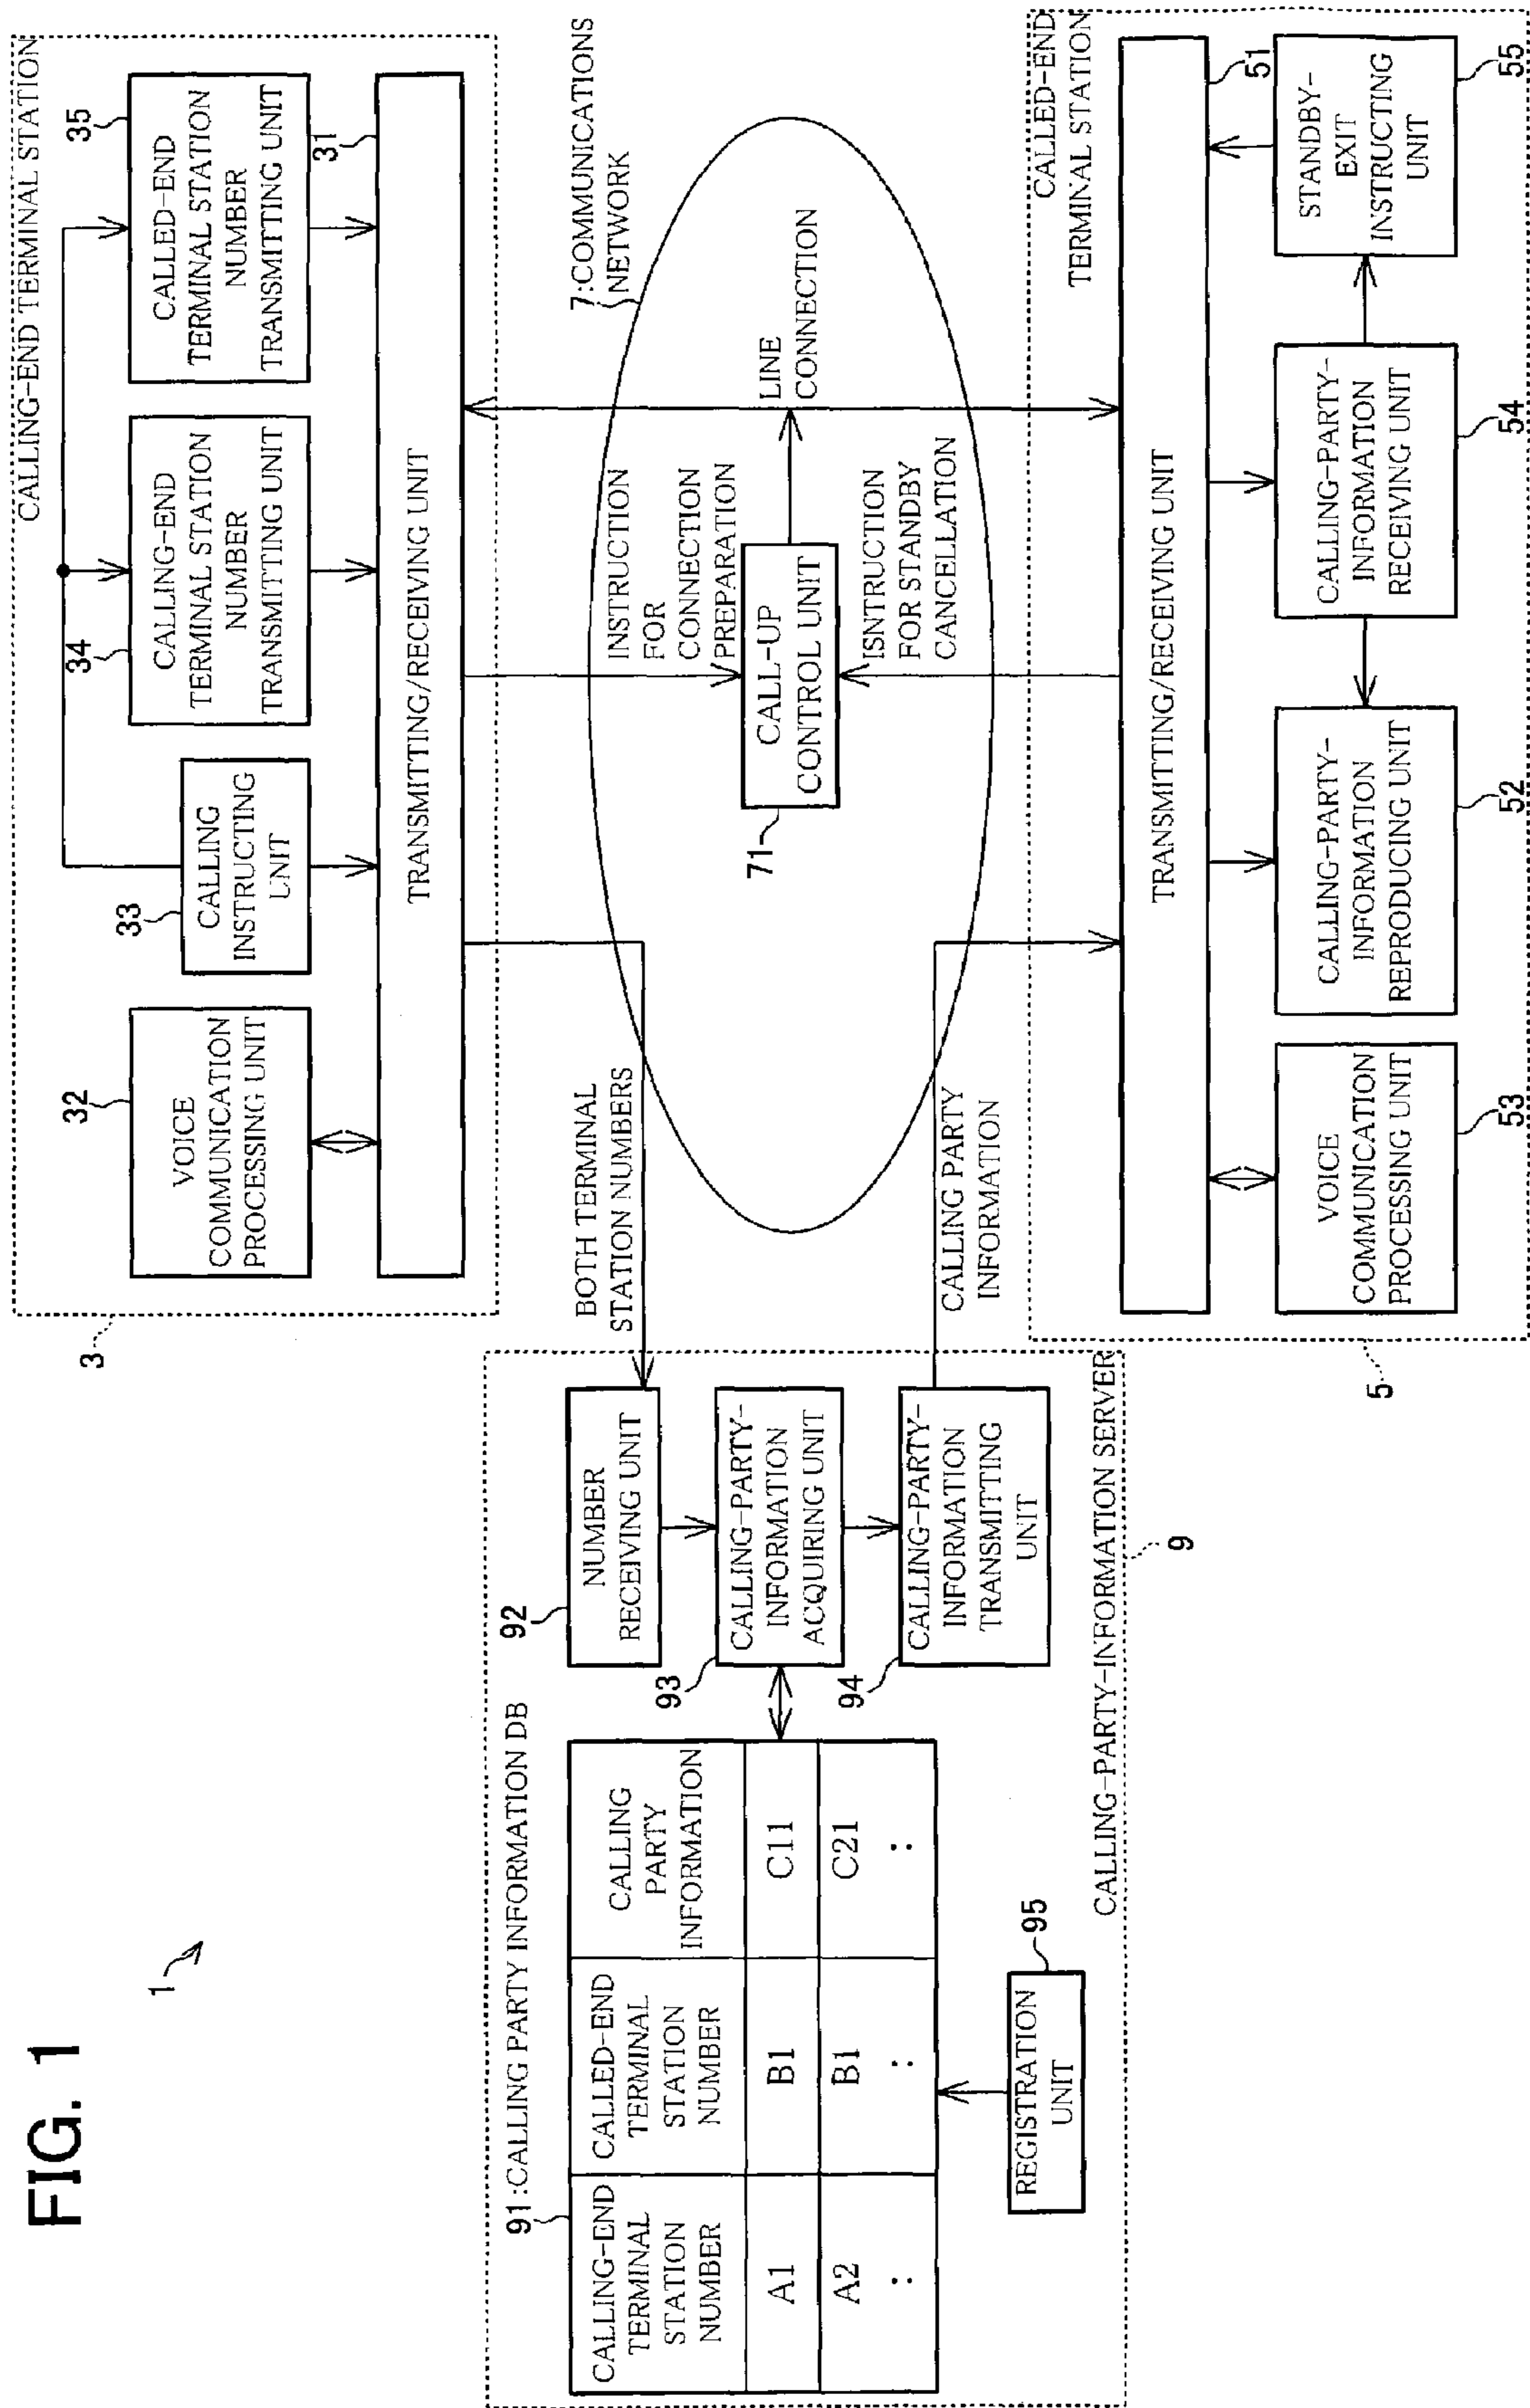 FIG. 1
1
CALLING-END TERMINAL STATION
3
32
VOICE
COMMUNICATION
PROCESSING UNIT
33
CALLING
INSTRUCTING
UNIT
34
CALLING-END
TERMINAL STATION
NUMBER
TRANSMITTING UNIT
35
CALLED-END
TERMINAL STATION
NUMBER
TRANSMITTING UNIT
31
TRANSMITTING/RECEIVING UNIT
91:CALLING PARTY INFORMATION DB
CALLING-END
TERMINAL
STATION
NUMBER
CALLED-END
TERMINAL
STATION
NUMBER
CALLING
PARTY
INFORMATION
A1
B1
C11
A2
B1
C21
:
:
:
REGISTRATION
UNIT
95
92
NUMBER
RECEIVING UNIT
93
CALLING-PARTY-
INFORMATION
ACQUIRING UNIT
94
CALLING-PARTY-
INFORMATION
TRANSMITTING
UNIT
CALLING-PARTY-INFORMATION SERVER
9
BOTH TERMINAL
STATION NUMBERS
CALLING PARTY
INFORMATION
7:COMMUNICATIONS
NETWORK
INSTRUCTION
FOR
CONNECTION
PREPARATION
71
CALL-UP
CONTROL UNIT
LINE
CONNECTION
ISNTRUCTION
FOR STANDBY
CANCELLATION
CALLED-END
TERMINAL STATION
TRANSMITTING/RECEIVING UNIT
51
VOICE
COMMUNICATION
PROCESSING UNIT
53
CALLING-PARTY-
INFORMATION
REPRODUCING UNIT
52
CALLING-PARTY-
INFORMATION
RECEIVING UNIT
54
STANDBY-
EXIT
INSTRUCTING
UNIT
55
5